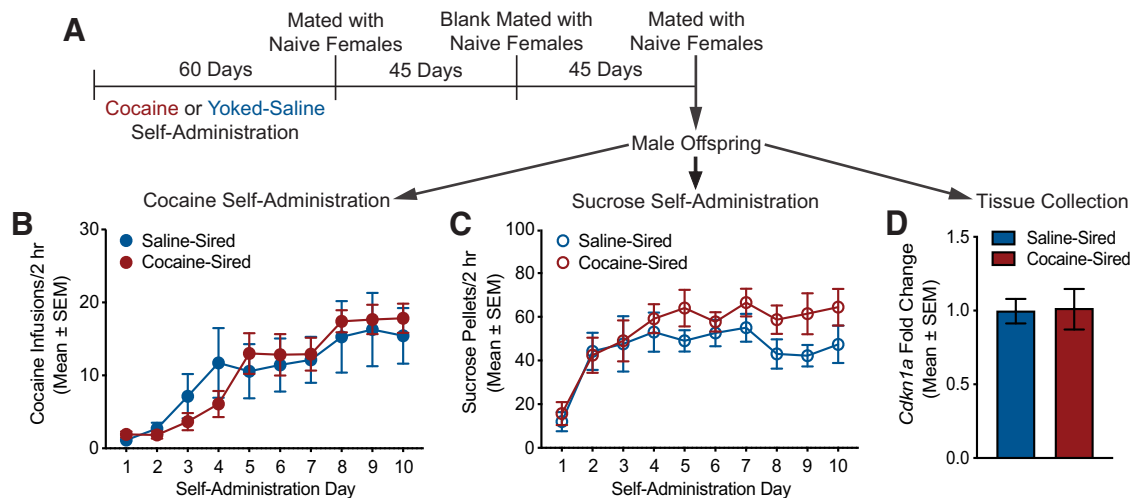 A
Mated with
Naive Females
Blank Mated with
Naive Females
Mated with
Naive Females
60 Days
45 Days
45 Days
Cocaine or Yoked-Saline
Self-Administration
Male Offspring
Cocaine Self-Administration
Sucrose Self-Administration
Tissue Collection
B
Cocaine Infusions/2 hr
(Mean ± SEM)
30
20
10
0
Saline-Sired
Cocaine-Sired
1 2 3 4 5 6 7 8 9 10
Self-Administration Day
C
Sucrose Pellets/2 hr
(Mean ± SEM)
100
80
60
40
20
0
Saline-Sired
Cocaine-Sired
1 2 3 4 5 6 7 8 9 10
Self-Administration Day
D
Cdkn1a Fold Change
(Mean ± SEM)
1.5
1.0
0.5
0.0
Saline-Sired
Cocaine-Sired